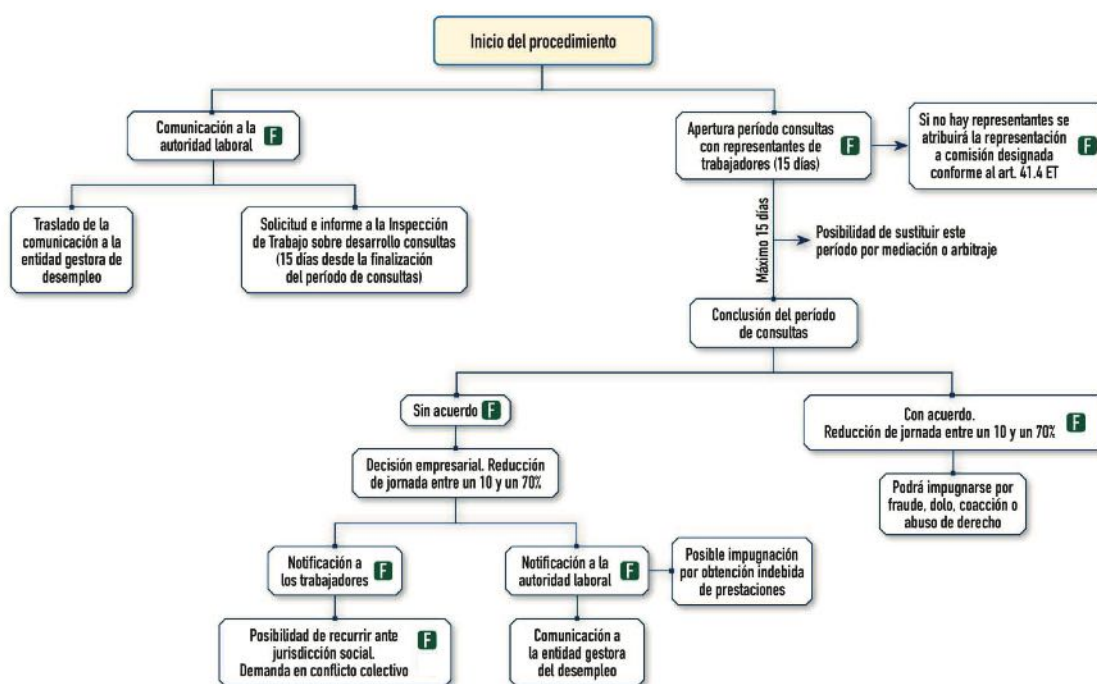 Inicio del procedimiento
Comunicación a la
autoridad laboral
F
Traslado de la
comunicación a la
entidad gestora de
desempleo
Solicitud e informe a la Inspección
de Trabajo sobre desarrollo consultas
(15 días desde la finalización
del período de consultas)
Apertura período consultas
con representantes de
trabajadores (15 días)
F
Si no hay representantes se
atribuirá la representación
a comisión designada
conforme al art. 41.4 ET
F
Máximo 15 días
Posibilidad de sustituir este
período por mediación o arbitraje
Conclusión del período
de consultas
Sin acuerdo
F
Decisión empresarial. Reducción
de jornada entre un 10 y un 70%
Con acuerdo.
Reducción de jornada entre un 10 y un 70%
F
Podrá impugnarse por
fraude, dolo, coacción o
abuso de derecho
Notificación a
los trabajadores
F
Notificación a la
autoridad laboral
F
Posible impugnación
por obtención indebida
de prestaciones
Posibilidad de recurrir ante
jurisdicción social.
Demanda en conflicto colectivo
F
Comunicación a
la entidad gestora
del desempleo